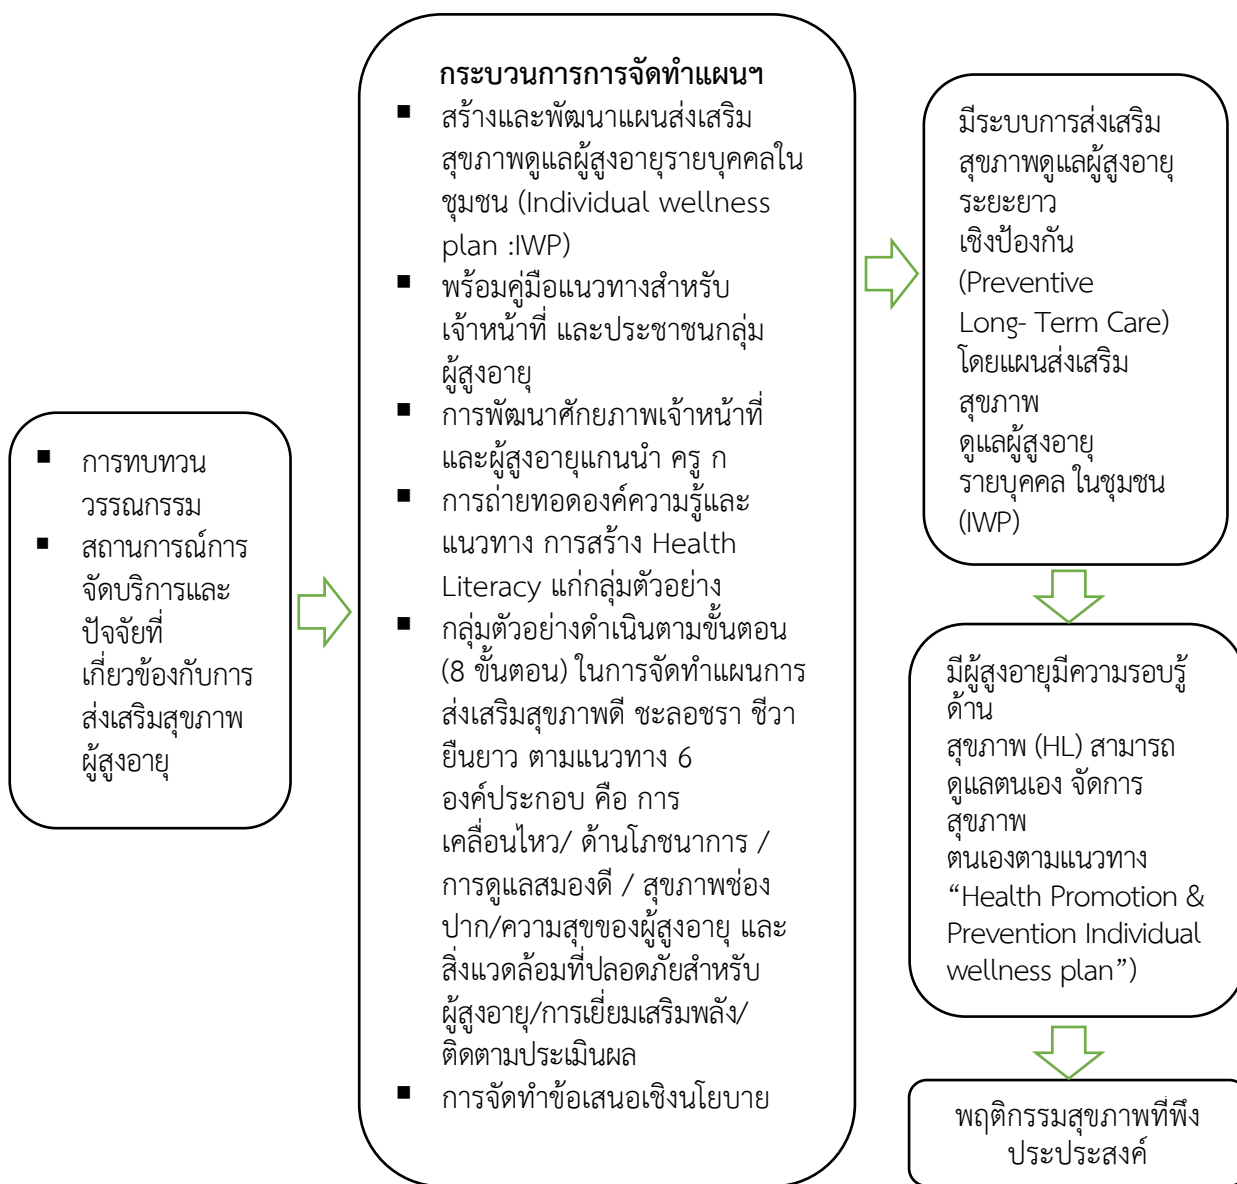 การทบทวน
วรรณกรรม
สถานการณ์การ
จัดบริการและ
ปัจจัยที่
เกี่ยวข้องกับการ
ส่งเสริมสุขภาพ
ผู้สูงอายุ
กระบวนการการจัดทำแผนฯ
สร้างและพัฒนาแผนส่งเสริม
สุขภาพดูแลผู้สูงอายุรายบุคคลใน
ชุมชน (Individual wellness
plan :IWP)
พร้อมคู่มือแนวทางสำหรับ
เจ้าหน้าที่ และประชาชนกลุ่ม
ผู้สูงอายุ
การพัฒนาศักยภาพเจ้าหน้าที่
และผู้สูงอายุแกนนำ ครู ก
การถ่ายทอดองค์ความรู้และ
แนวทาง การสร้าง Health
Literacy แก่กลุ่มตัวอย่าง
กลุ่มตัวอย่างดำเนินตามขั้นตอน
(8 ขั้นตอน) ในการจัดทำแผนการ
ส่งเสริมสุขภาพดี ชะลอชรา ชีวา
ยืนยาว ตามแนวทาง 6
องค์ประกอบ คือ การ
เคลื่อนไหว/ ด้านโภชนาการ /
การดูแลสมองดี / สุขภาพช่อง
ปาก/ความสุขของผู้สูงอายุ และ
สิ่งแวดล้อมที่ปลอดภัยสำหรับ
ผู้สูงอายุ/การเยี่ยมเสริมพลัง/
ติดตามประเมินผล
การจัดทำข้อเสนอเชิงนโยบาย
มีระบบการส่งเสริม
สุขภาพดูแลผู้สูงอายุ
ระยะยาว
เชิงป้องกัน
(Preventive
Long- Term Care)
โดยแผนส่งเสริม
สุขภาพ
ดูแลผู้สูงอายุ
รายบุคคล ในชุมชน
(IWP)
มีผู้สูงอายุมีความรอบรู้
ด้าน
สุขภาพ (HL) สามารถ
ดูแลตนเอง จัดการ
สุขภาพ
ตนเองตามแนวทาง
“Health Promotion &
Prevention Individual
wellness plan”)
พฤติกรรมสุขภาพที่พึง
ประประสงค์